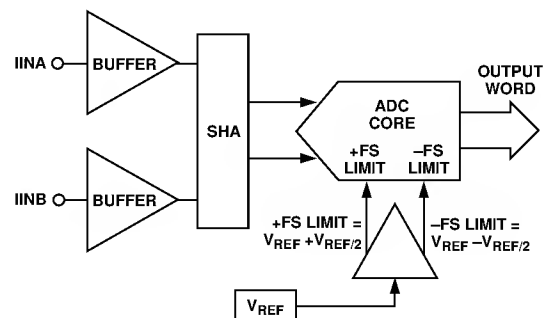 IINA
BUFFER
IINB
BUFFER
SHA
ADC
CORE
+FS
LIMIT
–FS
LIMIT
OUTPUT
WORD
+FS LIMIT =
VREF +VREF/2
–FS LIMIT =
VREF –VREF/2
VREF